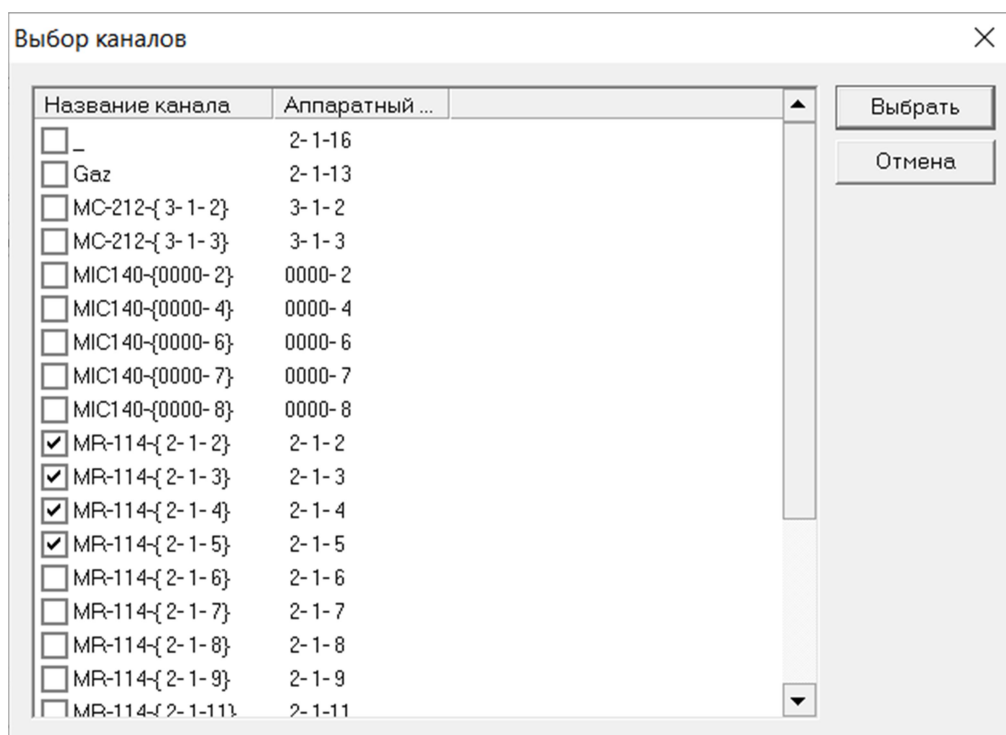 Выбор каналов
Название канала Аппаратный ...
_ 2- 1-16
Gaz 2- 1-13
MC-212-{ 3- 1- 2} 3- 1- 2
MC-212-{ 3- 1- 3} 3- 1- 3
MIC140-{0000- 2} 0000- 2
MIC140-{0000- 4} 0000- 4
MIC140-{0000- 6} 0000- 6
MIC140-{0000- 7} 0000- 7
MIC140-{0000- 8} 0000- 8
MR-114-{ 2- 1- 2} 2- 1- 2
MR-114-{ 2- 1- 3} 2- 1- 3
MR-114-{ 2- 1- 4} 2- 1- 4
MR-114-{ 2- 1- 5} 2- 1- 5
MR-114-{ 2- 1- 6} 2- 1- 6
MR-114-{ 2- 1- 7} 2- 1- 7
MR-114-{ 2- 1- 8} 2- 1- 8
MR-114-{ 2- 1- 9} 2- 1- 9
MR-114-{ 2- 1-11} 2- 1-11
Выбрать
Отмена